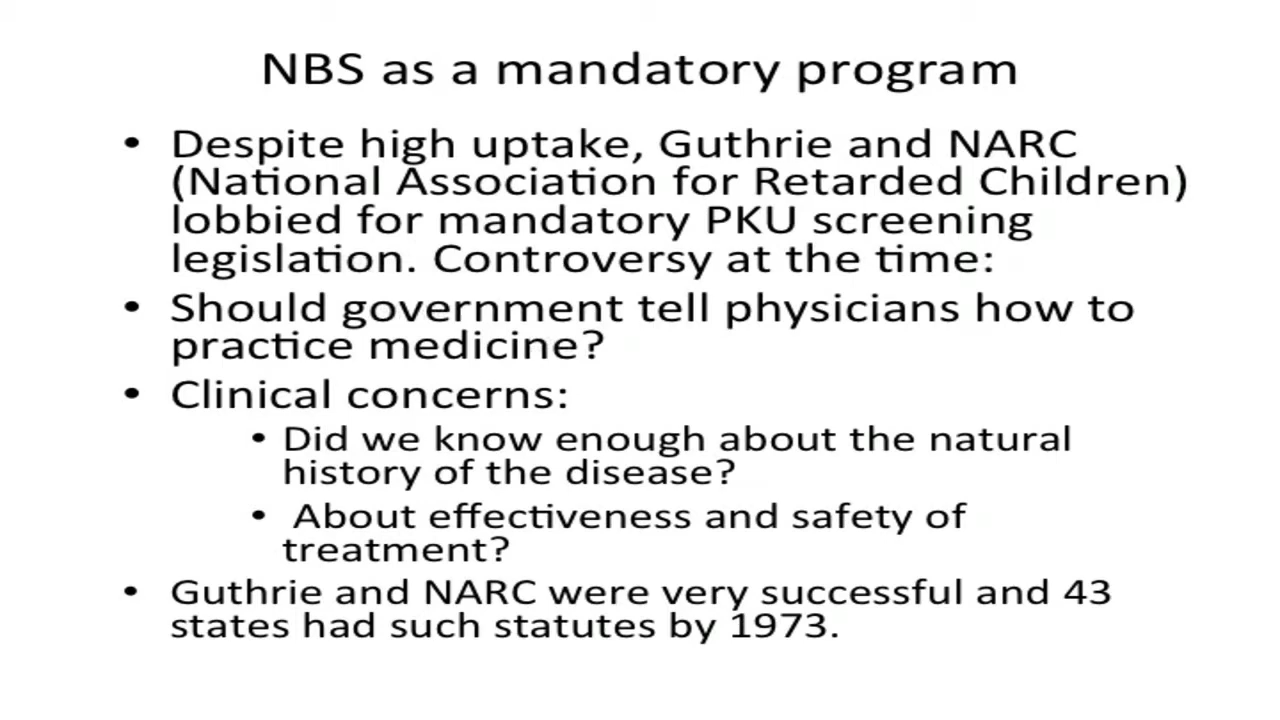 NBS as a mandatory program
• Despite high uptake, Guthrie and NARC
(National Association for Retarded Children)
lobbied for mandatory PKU screening
legislation. Controversy at the time:
• Should government tell physicians how to
practice medicine?
• Clinical concerns:
• Did we know enough about the natural
history of the disease?
• About effectiveness and safety of
treatment?
• Guthrie and NARC were very successful and 43
states had such statutes by 1973.